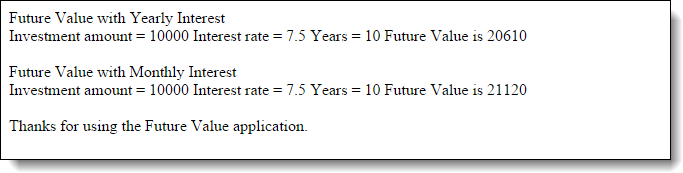 Future Value with Yearly Interest
Investment amount = 10000 Interest rate = 7.5 Years = 10 Future Value is 20610
Future Value with Monthly Interest
Investment amount = 10000 Interest rate = 7.5 Years = 10 Future Value is 21120
Thanks for using the Future Value application.